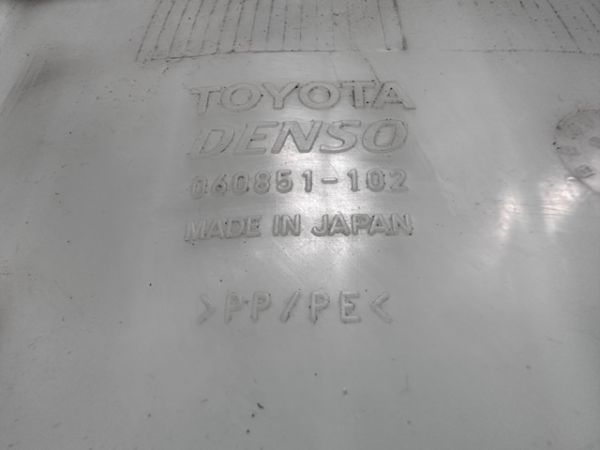 TOYOTA
DENSO
060851-102
MADE IN JAPAN
>PP/PE<